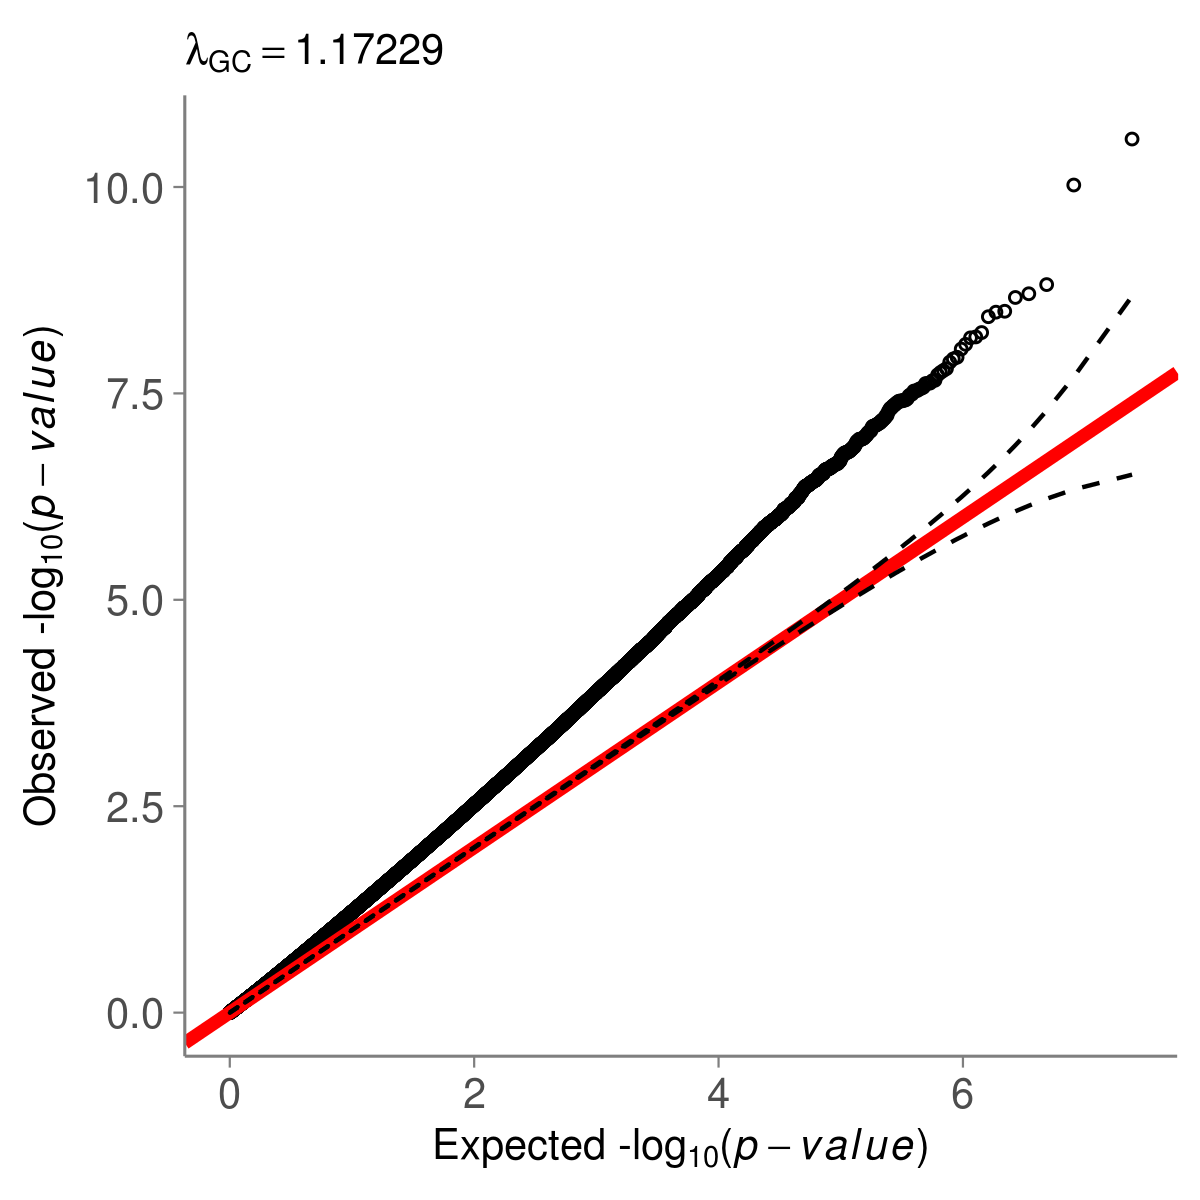 λGC = 1.17229
10.0
7.5
5.0
2.5
0.0
Observed -log10(p − value)
0 2 4 6
Expected -log10(p − value)